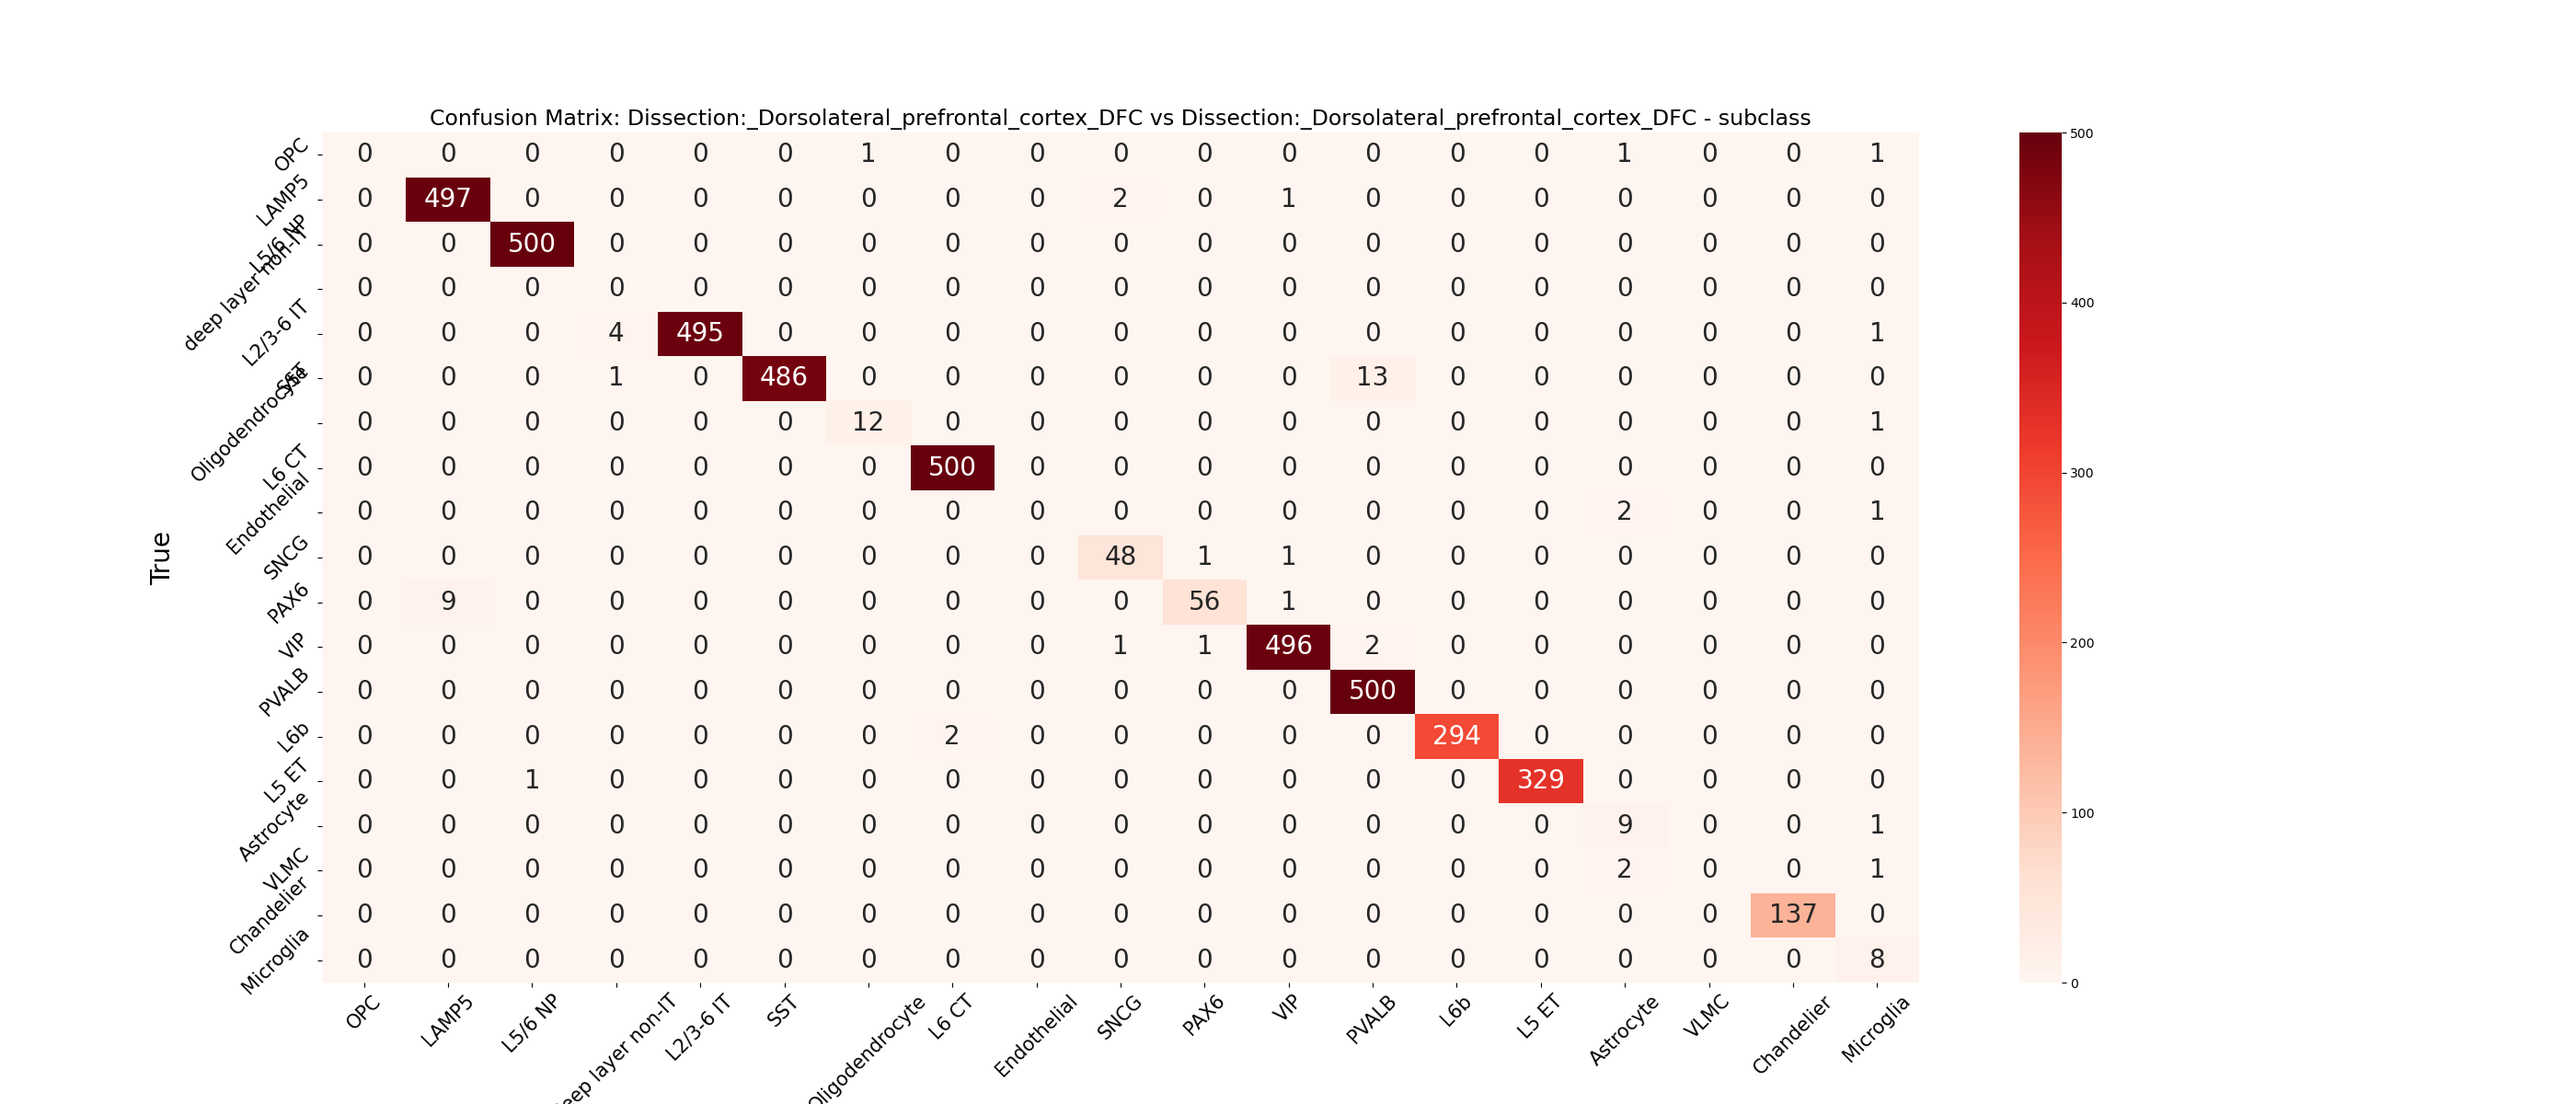 Confusion Matrix: Dissection:_Dorsolateral_prefrontal_cortex_DFC vs Dissection:_Dorsolateral_prefrontal_cortex_DFC - subclass
True
OPC 0 0 0 0 0 0 1 0 0 0 0 0 0 0 0 1 0 0 1
LAMP5 0 497 0 0 0 0 0 0 0 2 0 1 0 0 0 0 0 0 0
L5/6 NP 0 0 500 0 0 0 0 0 0 0 0 0 0 0 0 0 0 0 0
deep layer non-IT 0 0 0 0 0 0 0 0 0 0 0 0 0 0 0 0 0 0 0
L2/3-6 IT 0 0 0 4 495 0 0 0 0 0 0 0 0 0 0 0 0 0 1
SST 0 0 0 1 0 486 0 0 0 0 0 0 13 0 0 0 0 0 0
Oligodendrocyte 0 0 0 0 0 0 12 0 0 0 0 0 0 0 0 0 0 0 1
L6 CT 0 0 0 0 0 0 0 500 0 0 0 0 0 0 0 0 0 0 0
Endothelial 0 0 0 0 0 0 0 0 0 0 0 0 0 0 0 2 0 0 1
SNCG 0 0 0 0 0 0 0 0 0 48 1 1 0 0 0 0 0 0 0
PAX6 0 9 0 0 0 0 0 0 0 0 56 1 0 0 0 0 0 0 0
VIP 0 0 0 0 0 0 0 0 0 1 1 496 2 0 0 0 0 0 0
PVALB 0 0 0 0 0 0 0 0 0 0 0 0 500 0 0 0 0 0 0
L6b 0 0 0 0 0 0 0 2 0 0 0 0 0 294 0 0 0 0 0
L5 ET 0 0 1 0 0 0 0 0 0 0 0 0 0 0 329 0 0 0 0
Astrocyte 0 0 0 0 0 0 0 0 0 0 0 0 0 0 0 9 0 0 1
VLMC 0 0 0 0 0 0 0 0 0 0 0 0 0 0 0 2 0 0 1
Chandelier 0 0 0 0 0 0 0 0 0 0 0 0 0 0 0 0 0 137 0
Microglia 0 0 0 0 0 0 0 0 0 0 0 0 0 0 0 0 0 0 8
OPC LAMP5 L5/6 NP eep layer non-IT L2/3-6 IT SST Oligodendrocyte L6 CT Endothelial SNCG PAX6 VIP PVALB L6b L5 ET Astrocyte VLMC Chandelier Microglia
500
400
300
200
100
0